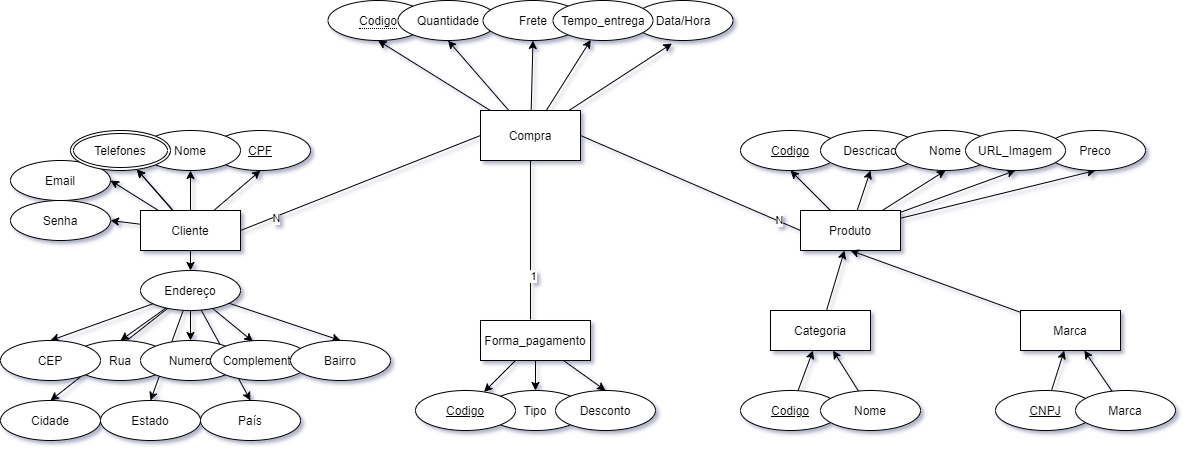 Codigo
Quantidade
Frete
Tempo_entrega
Data/Hora
Compra
Telefones
Nome
CPF
Email
Senha
Cliente
N
Endereço
CEP
Rua
Numero
Complement
Bairro
Cidade
Estado
País
1
Forma_pagamento
Codigo
Tipo
Desconto
Codigo
Descricao
Nome
URL_Imagem
Preco
N
Produto
Categoria
Codigo
Nome
Marca
CNPJ
Marca